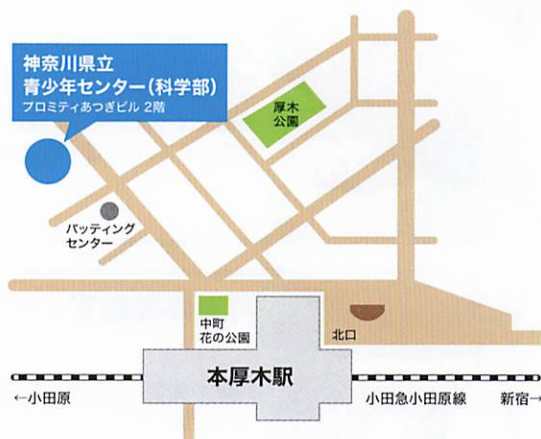 神奈川県立
青少年センター(科学部)
プロミティあつぎビル 2階
厚木
公園
バッティング
センター
中町
花の公園
北口
本厚木駅
←小田原
小田急小田原線
新宿→